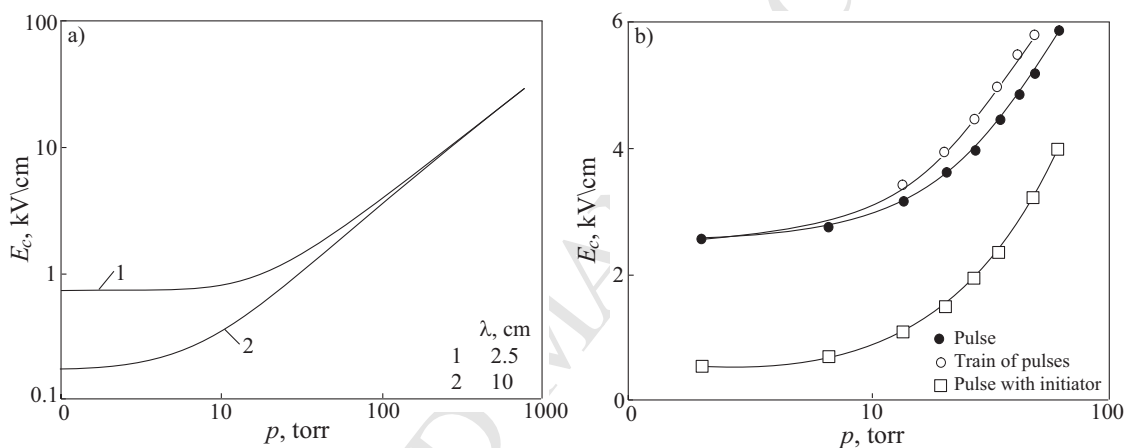 a)
100
10
1
0.1
E_c, kV\cm
1
2
λ, cm
1 2.5
2 10
0 10 100 1000
p, torr
b)
6
4
2
0
E_c, kV\cm
Pulse
Train of pulses
Pulse with initiator
0 10 100
p, torr